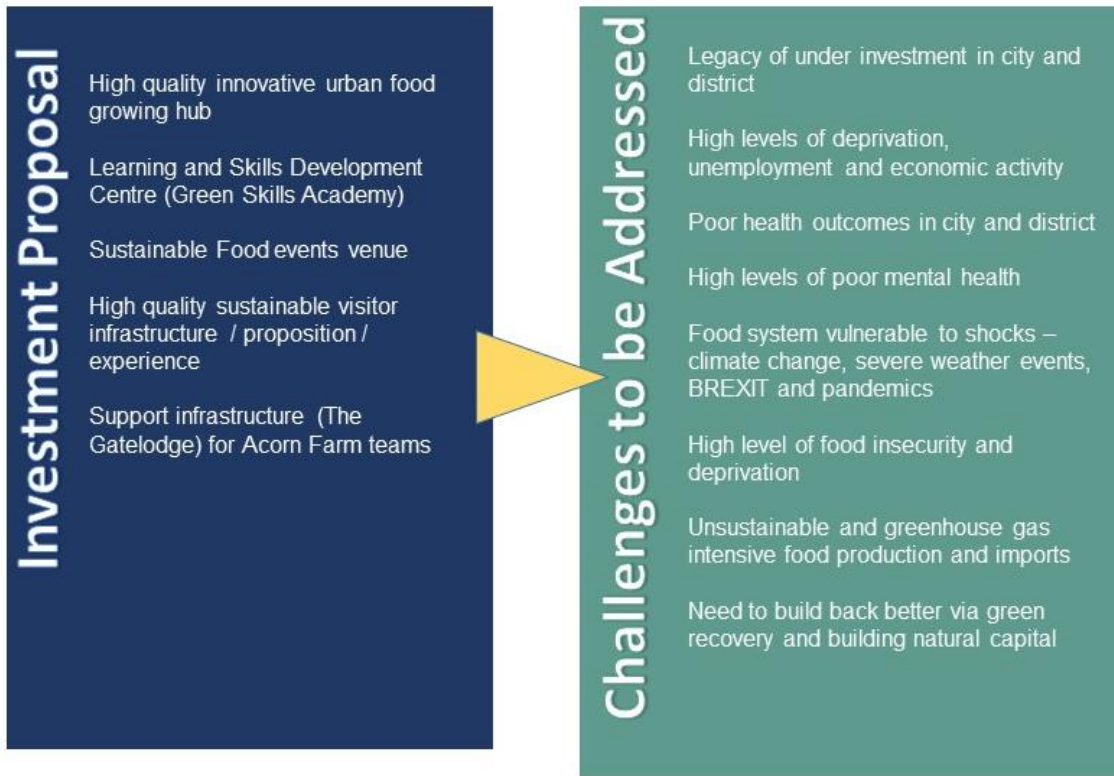 Investment Proposal
High quality innovative urban food
growing hub
Learning and Skills Development
Centre (Green Skills Academy)
Sustainable Food events venue
High quality sustainable visitor
infrastructure / proposition /
experience
Support infrastructure (The
Gatelodge) for Acorn Farm teams
Challenges to be Addressed
Legacy of under investment in city and
district
High levels of deprivation,
unemployment and economic activity
Poor health outcomes in city and district
High levels of poor mental health
Food system vulnerable to shocks –
climate change, severe weather events,
BREXIT and pandemics
High level of food insecurity and
deprivation
Unsustainable and greenhouse gas
intensive food production and imports
Need to build back better via green
recovery and building natural capital